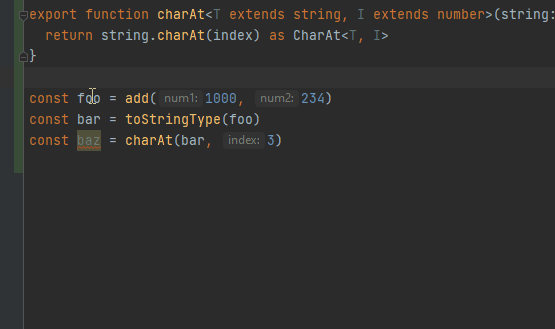 export function charAt<T extends string, I extends number>(string:
return string.charAt(index) as CharAt<T, I>
}
const foo = add( num1: 1000, num2: 234)
const bar = toStringType(foo)
const baz = charAt(bar, index: 3)